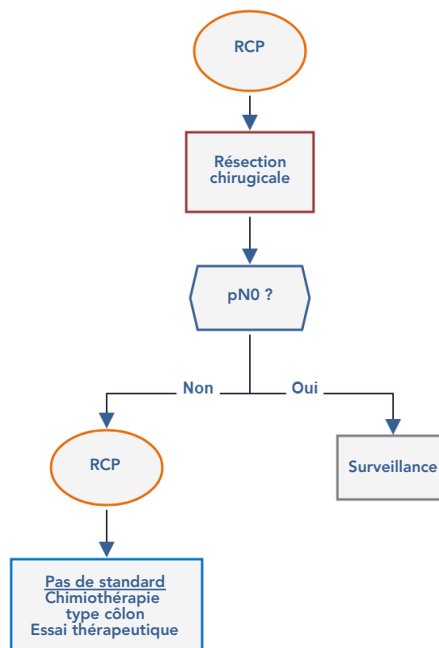 RCP
Résection
chirugicale
pN0 ?
Non
Oui
RCP
Surveillance
Pas de standard
Chimiothérapie
type côlon
Essai thérapeutique